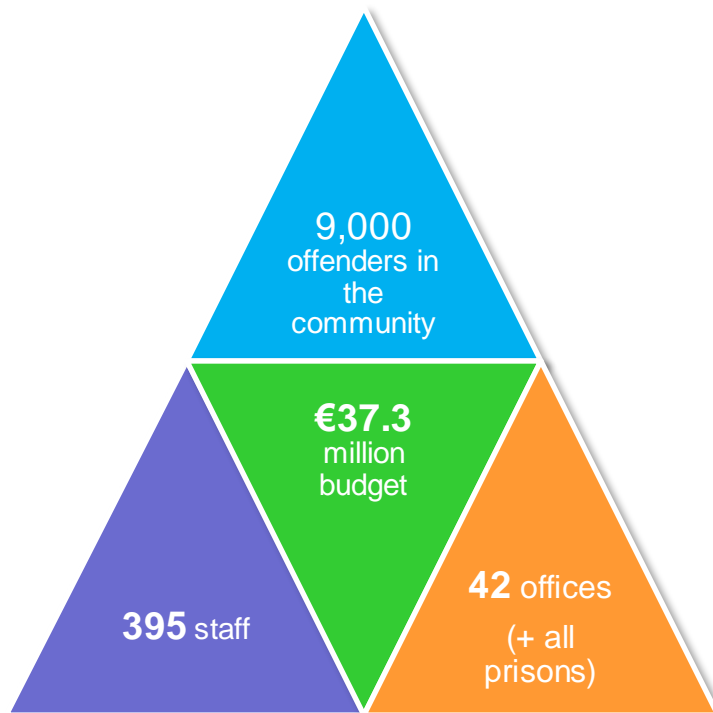 9,000
offenders in
the
community
€37.3
million
budget
395 staff
42 offices
(+ all
prisons)